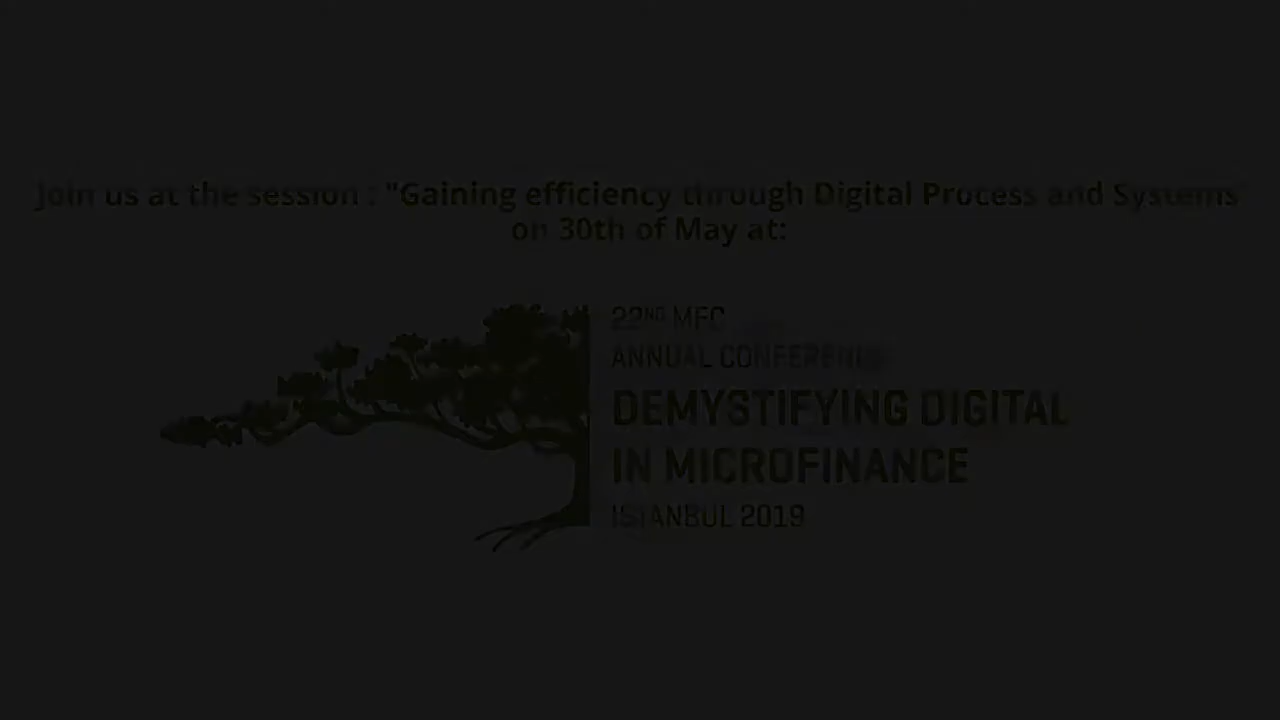 Join us at the session : "Gaining efficiency through Digital Process and Systems"
on 30th of May at:
22ND MFC
ANNUAL CONFERENCE
DEMYSTIFYING DIGITAL
IN MICROFINANCE
ISTANBUL 2019